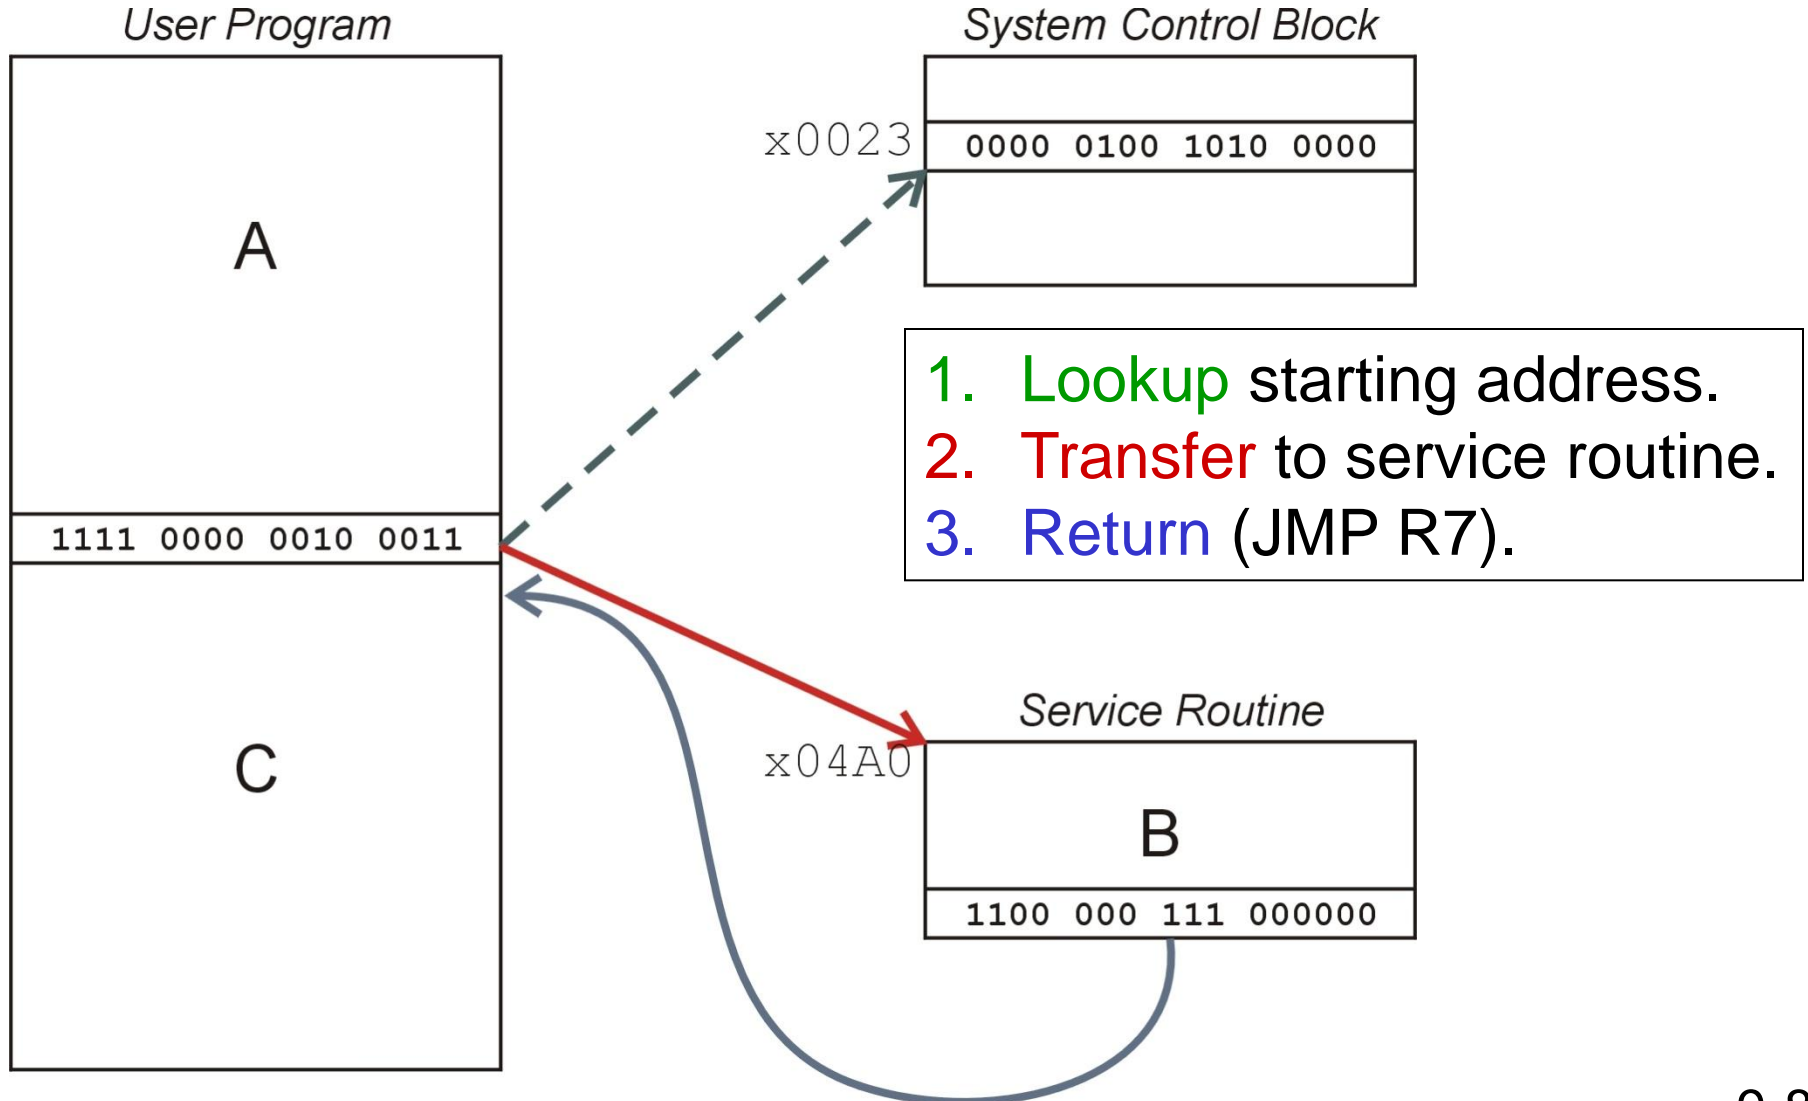 User Program
System Control Block
x0023
0000 0100 1010 0000
A
1. Lookup starting address.
2. Transfer to service routine.
3. Return (JMP R7).
1111 0000 0010 0011
C
Service Routine
x04A0
B
1100 000 111 000000